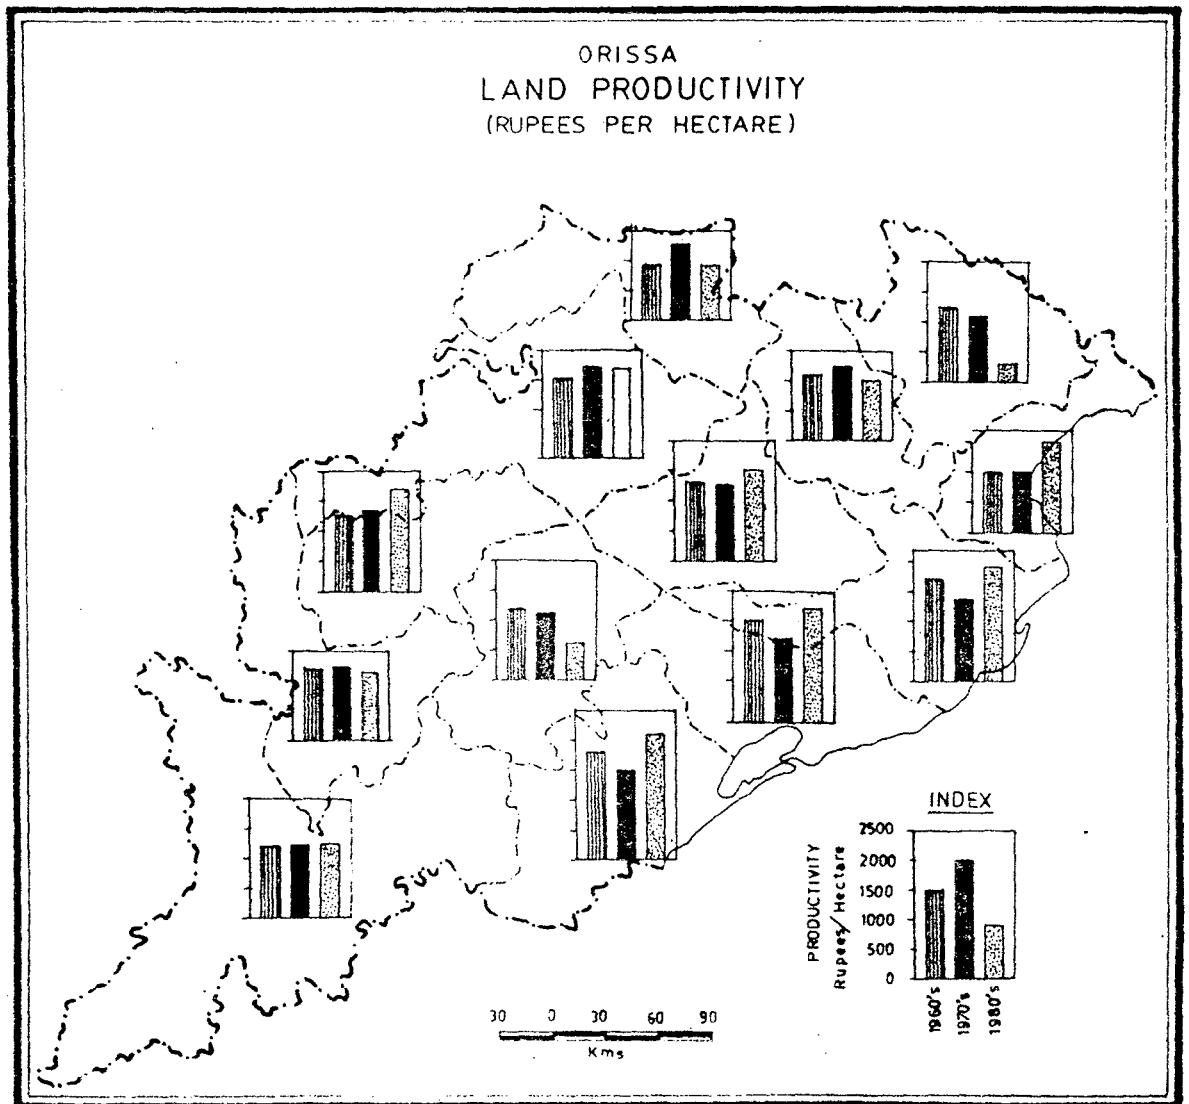 ORISSA
LAND PRODUCTIVITY
(RUPEES PER HECTARE)
INDEX
PRODUCTIVITY
Rupees/Hectare
2500
2000
1500
1000
500
0
1960's
1970's
1980's
30 0 30 60 90
Kms